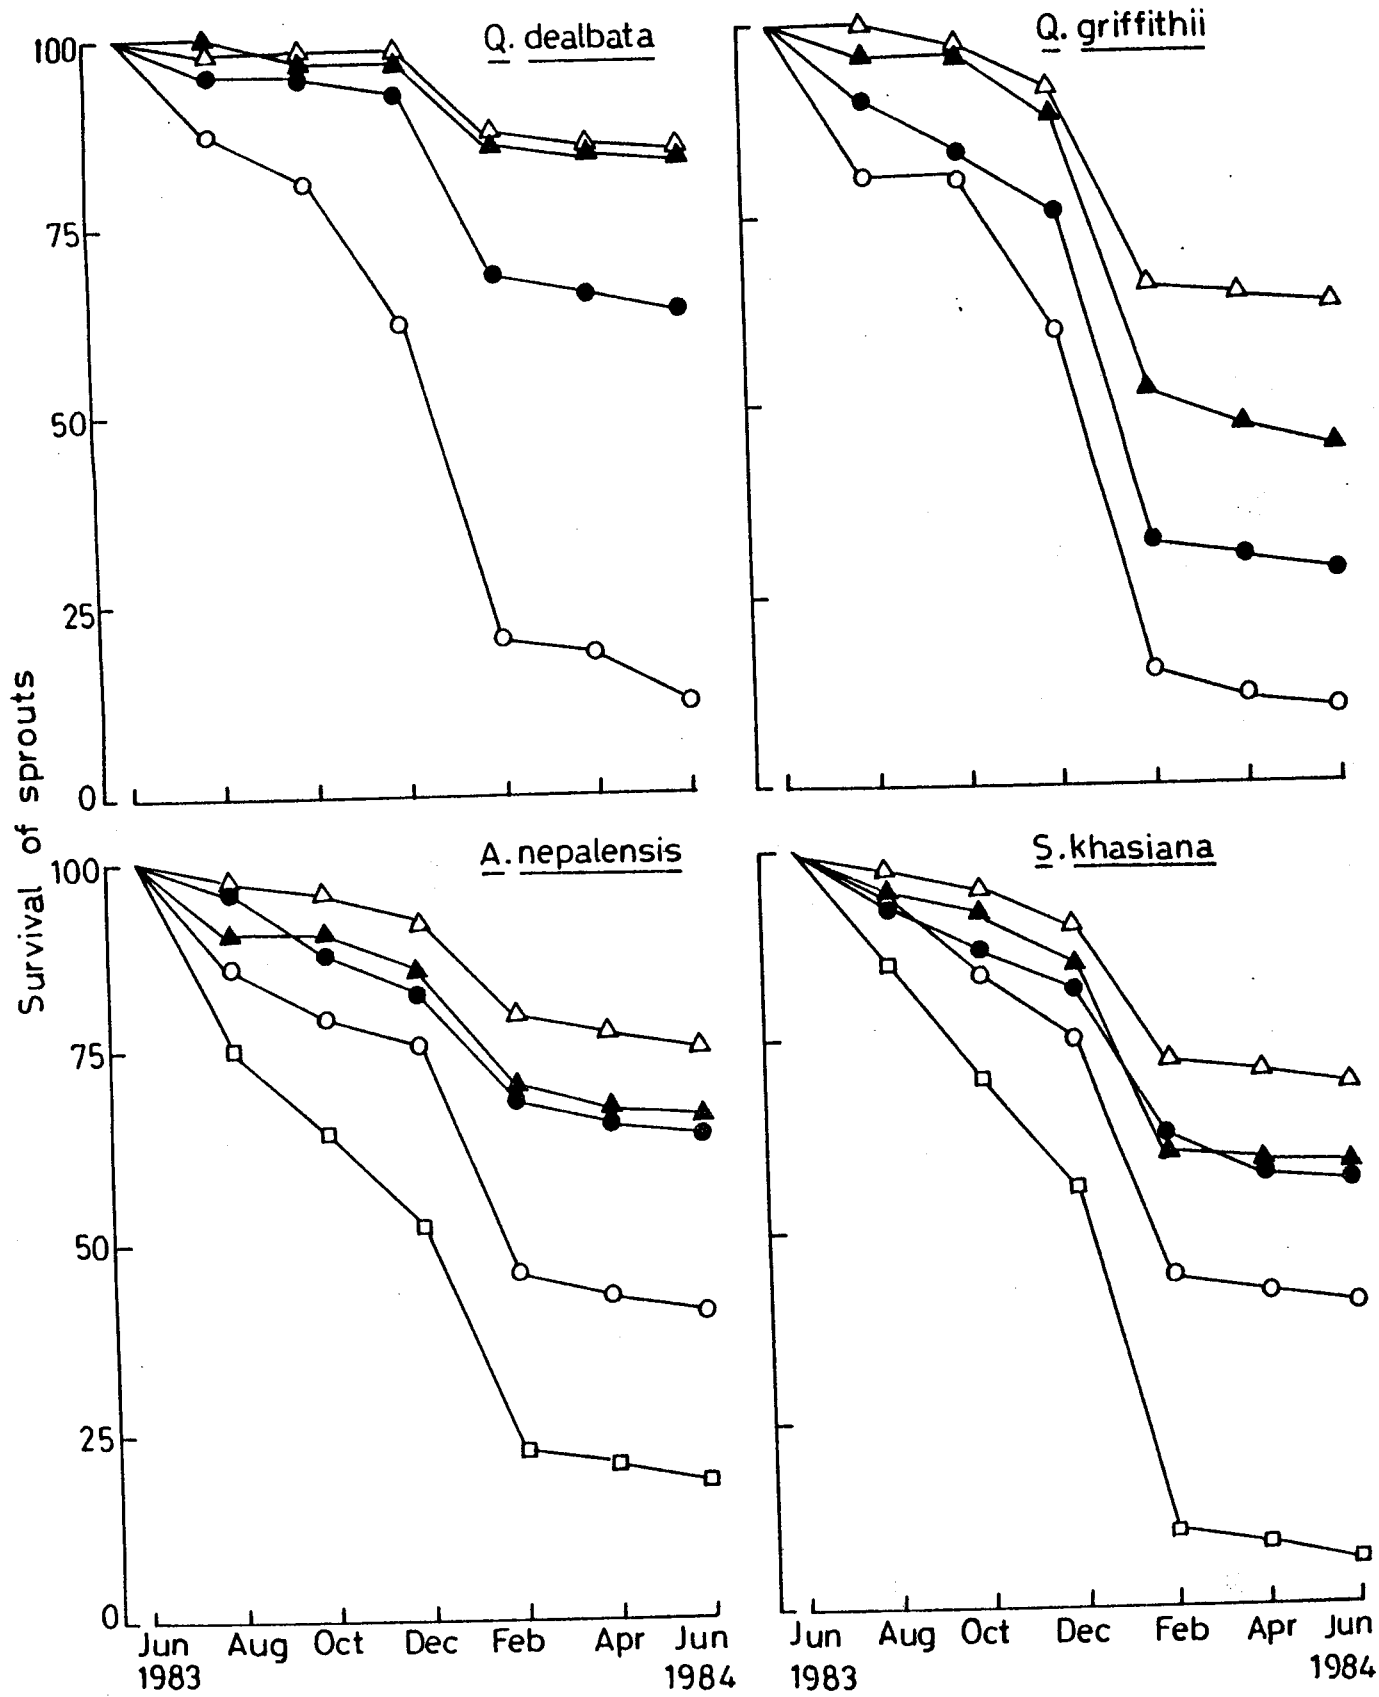 Q. dealbata
Q. griffithii
100
75
50
25
0
Survival of sprouts
A. nepalensis
S. khasiana
100
75
50
25
0
Jun Aug Oct Dec Feb Apr Jun
1983 1984
Jun Aug Oct Dec Feb Apr Jun
1983 1984